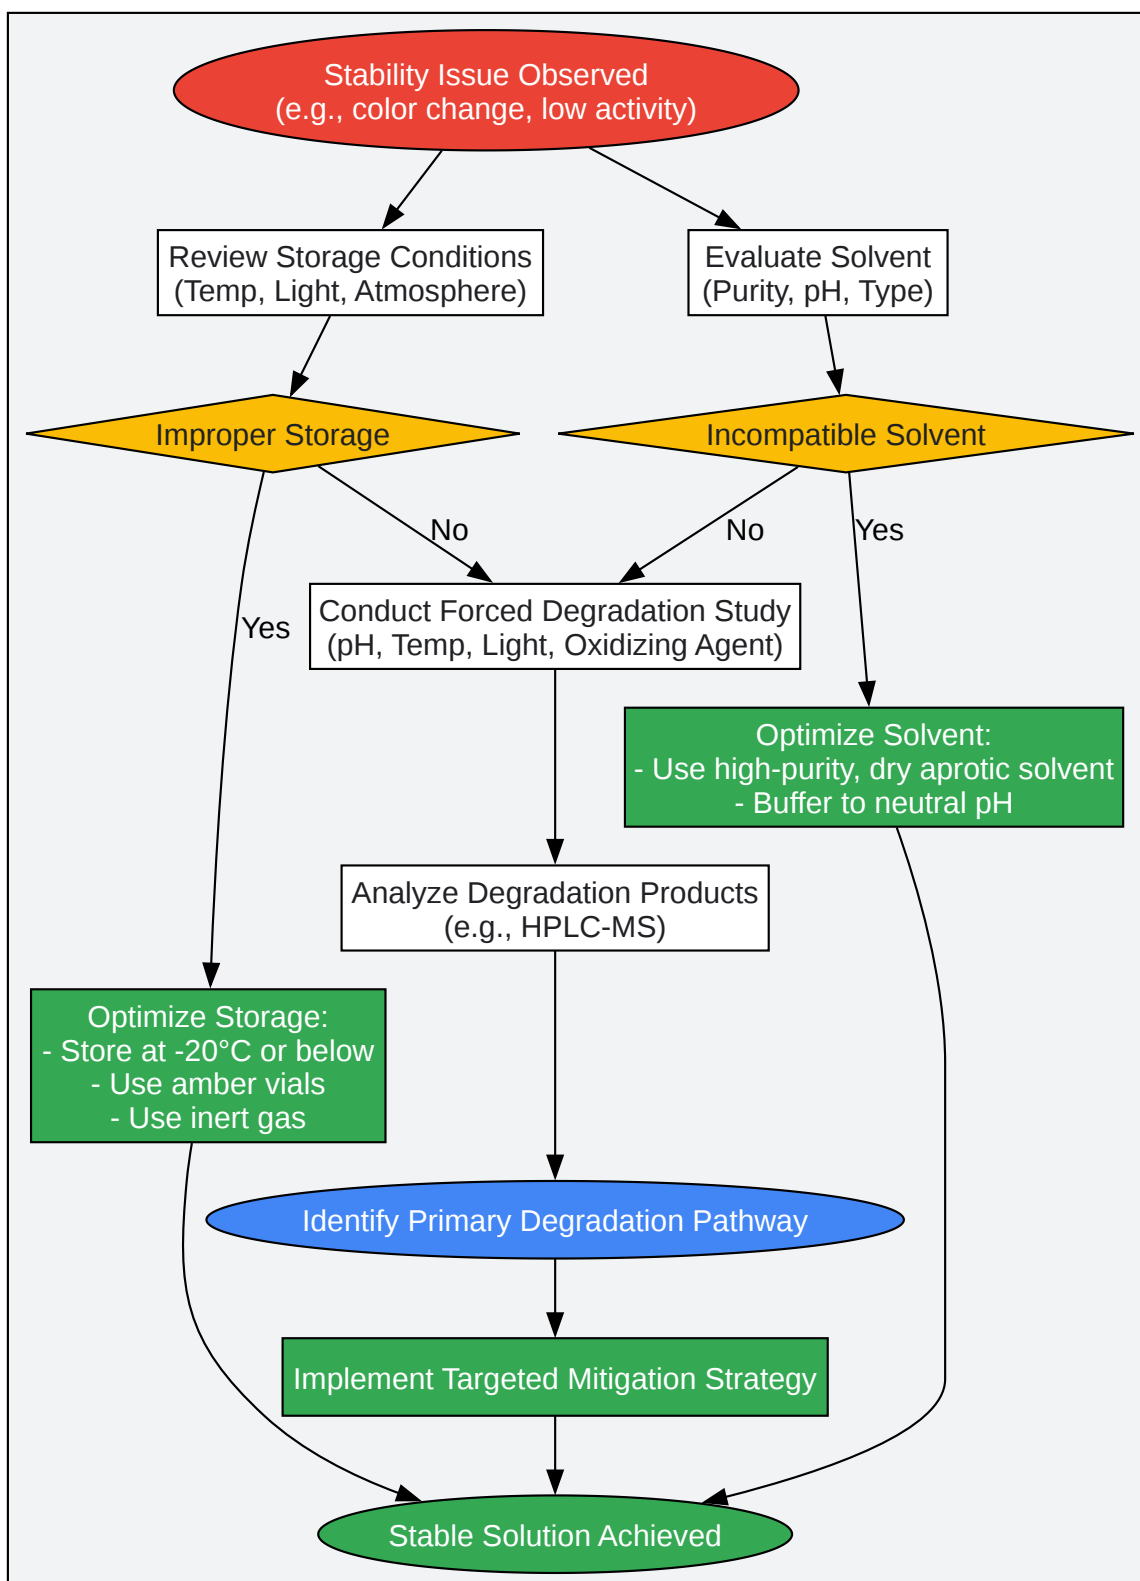 Stability Issue Observed
(e.g., color change, low activity)
Review Storage Conditions
(Temp, Light, Atmosphere)
Evaluate Solvent
(Purity, pH, Type)
Improper Storage
Incompatible Solvent
No
No
Yes
Conduct Forced Degradation Study
(pH, Temp, Light, Oxidizing Agent)
Yes
Optimize Solvent:
- Use high-purity, dry aprotic solvent
- Buffer to neutral pH
Analyze Degradation Products
(e.g., HPLC-MS)
Optimize Storage:
- Store at -20°C or below
- Use amber vials
- Use inert gas
Identify Primary Degradation Pathway
Implement Targeted Mitigation Strategy
Stable Solution Achieved